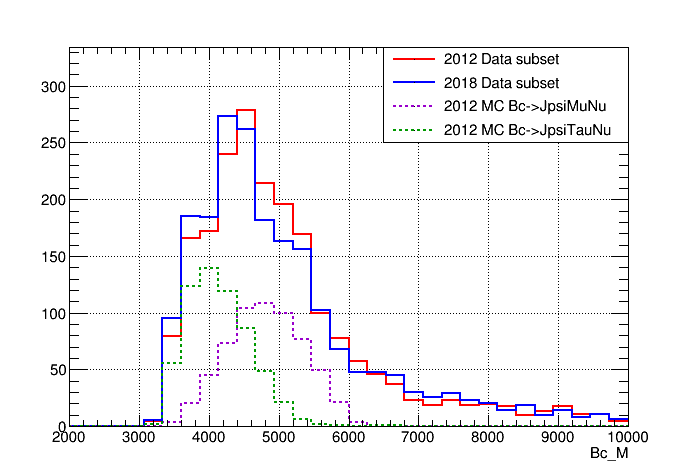 2012 Data subset
2018 Data subset
2012 MC Bc->JpsiMuNu
2012 MC Bc->JpsiTauNu
300
250
200
150
100
50
0
2000 3000 4000 5000 6000 7000 8000 9000 10000
Bc_M